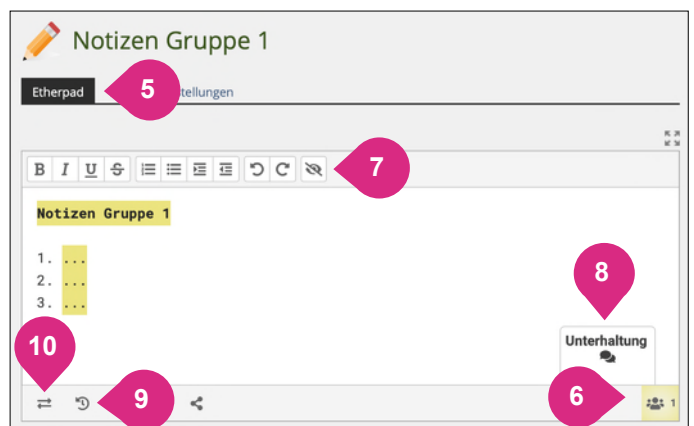 Notizen Gruppe 1
Etherpad 5 tellungen
B I U S 7
Notizen Gruppe 1
1. ...
2. ...
3. ...
8
10 Unterhaltung
9 6 1